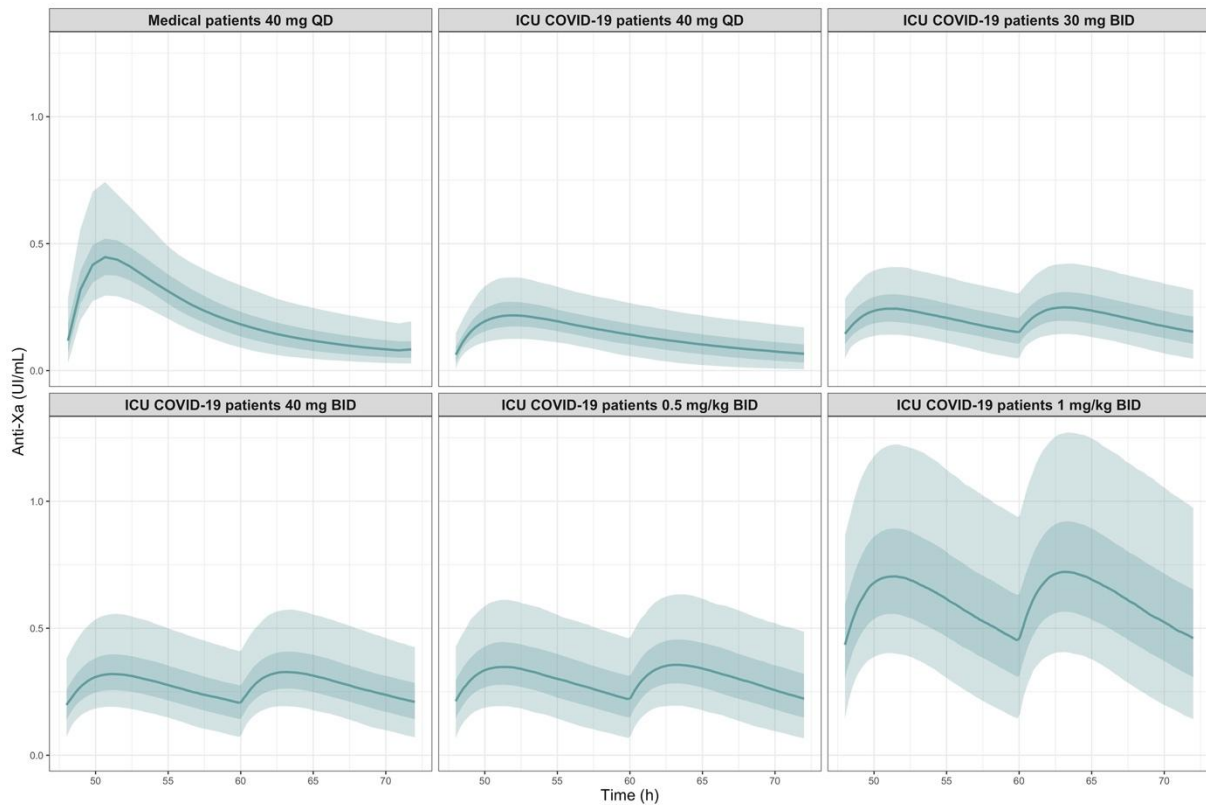 Medical patients 40 mg QD
ICU COVID-19 patients 40 mg QD
ICU COVID-19 patients 30 mg BID
1.0
0.5
0.0
ICU COVID-19 patients 40 mg BID
ICU COVID-19 patients 0.5 mg/kg BID
ICU COVID-19 patients 1 mg/kg BID
Anti-Xa (UI/mL)
1.0
0.5
0.0
50 55 60 65 70
50 55 60 65 70
50 55 60 65 70
Time (h)